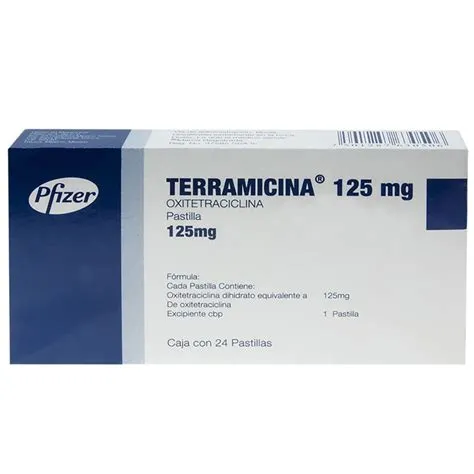 Pfizer
TERRAMICINA® 125 mg
OXITETRACICLINA
Pastilla
125mg
Fórmula:
Cada Pastilla Contiene:
Oxitetraciclina dihidrato equivalente a 125mg
De oxitetraciclina
Excipiente cbp 1 Pastilla
Caja con 24 Pastillas